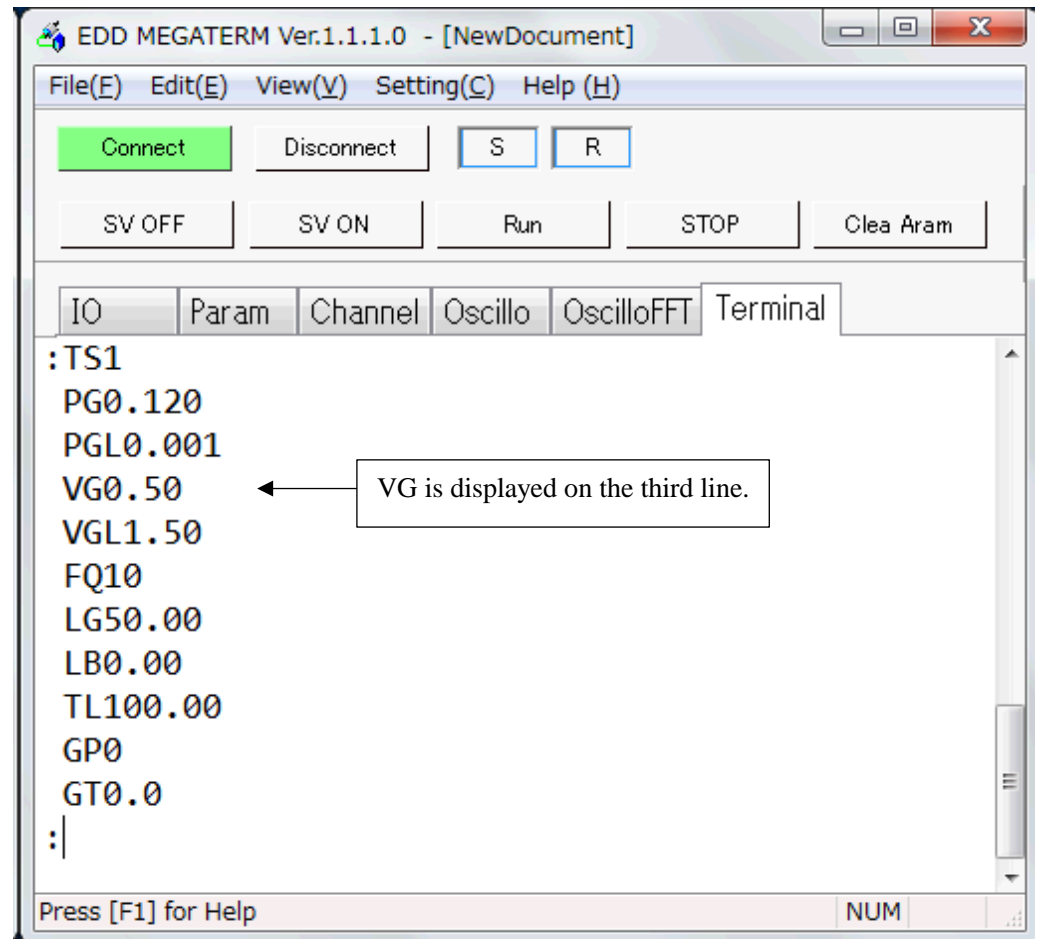 EDD MEGATERM Ver.1.1.1.0 - [NewDocument]
File(F) Edit(E) View(V) Setting(C) Help (H)
Connect Disconnect S R
SV OFF SV ON Run STOP Clea Aram
IO Param Channel Oscillo OscilloFFT Terminal
:TS1
PG0.120
PGL0.001
VG0.50
VG is displayed on the third line.
VGL1.50
FQ10
LG50.00
LB0.00
TL100.00
GP0
GT0.0
:
Press [F1] for Help NUM